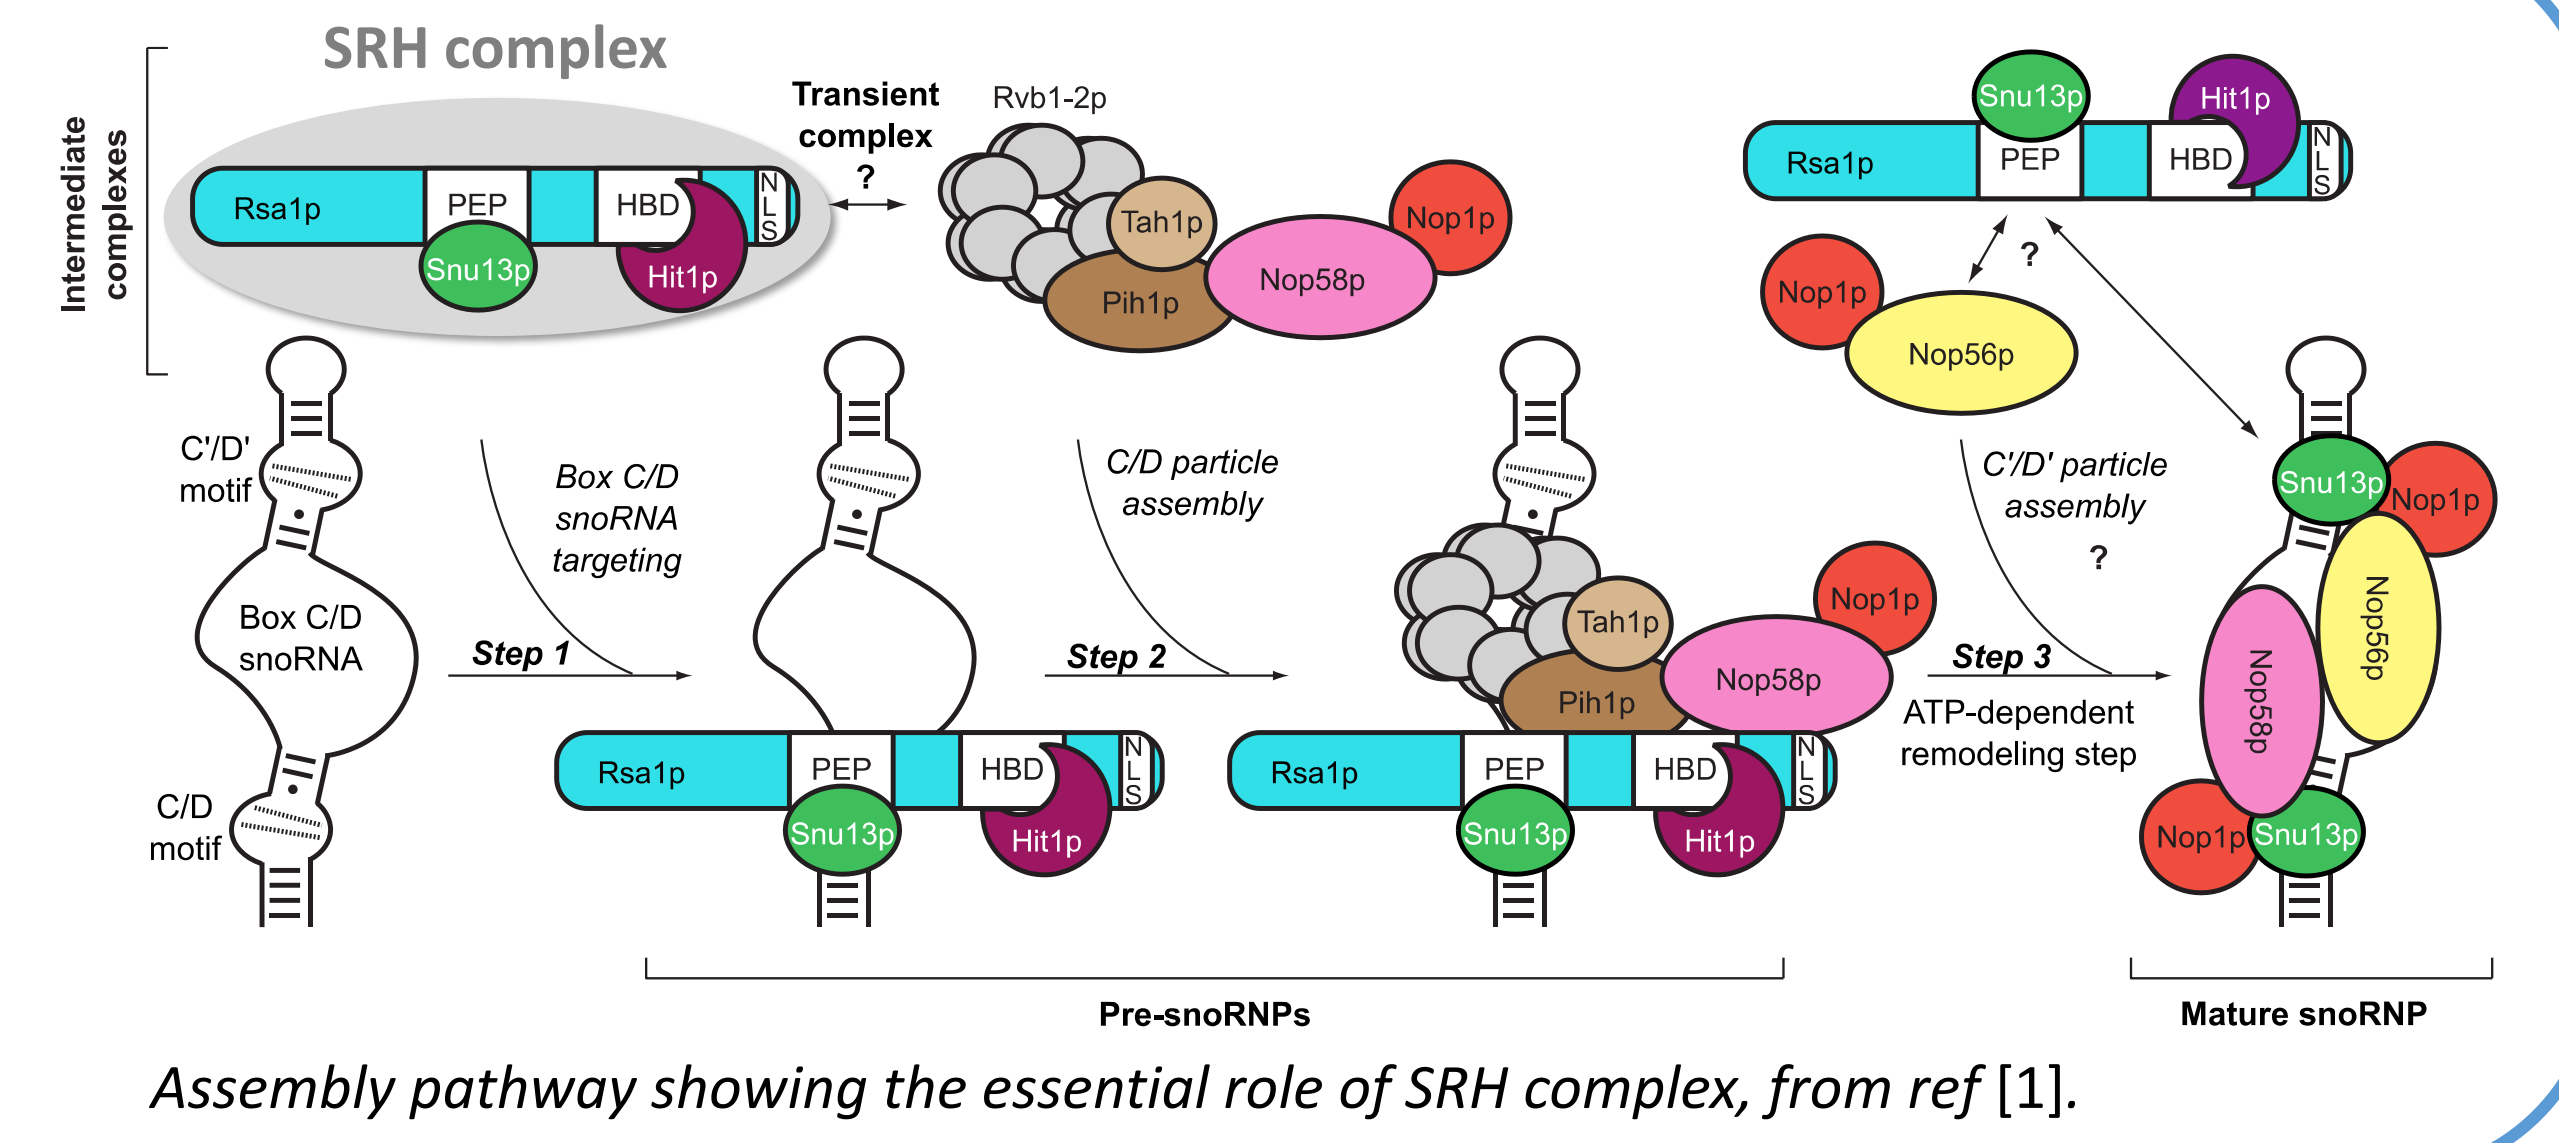 SRH complex
Intermediate
complexes
Rsa1p
PEP
HBD
N
L
S
Snu13p
Hit1p
Transient
complex
?
Rvb1-2p
Tah1p
Pih1p
Nop58p
Nop1p
Snu13p
Hit1p
Rsa1p
PEP
HBD
N
L
S
?
Nop1p
Nop56p
C'/D'
motif
Box C/D
snoRNA
C/D
motif
Box C/D
snoRNA
targeting
Step 1
Rsa1p
PEP
HBD
N
L
S
Snu13p
Hit1p
C/D particle
assembly
Step 2
Tah1p
Pih1p
Nop58p
Nop1p
Rsa1p
PEP
HBD
N
L
S
Snu13p
Hit1p
C'/D' particle
assembly
?
Step 3
ATP-dependent
remodeling step
Snu13p
Nop1p
Nop56p
Nop58p
Nop1p
Snu13p
Pre-snoRNPs
Mature snoRNP
Assembly pathway showing the essential role of SRH complex, from ref [1].